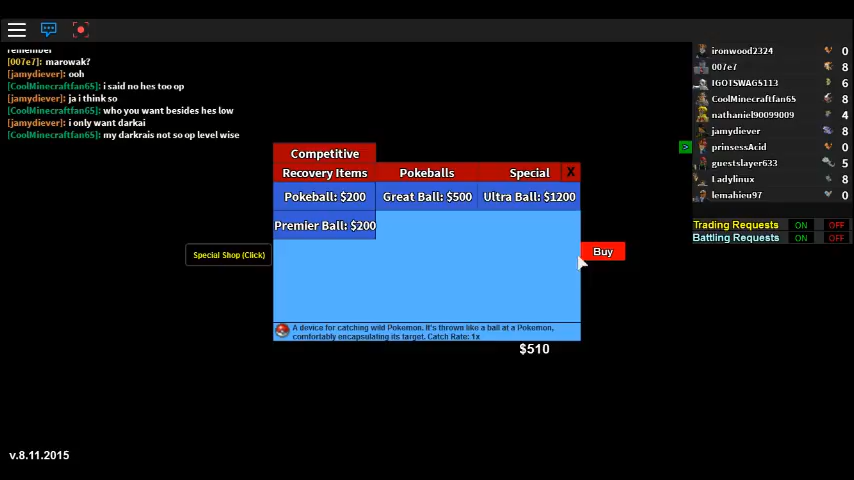 remember
[007e7]: marowak?
[jamydiever]: ooh
[CoolMinecraftfan65]: i said no hes too op
[jamydiever]: ja i think so
[CoolMinecraftfan65]: who you want besides hes low
[jamydiever]: i only want darkai
[CoolMinecraftfan65]: my darkrais not so op level wise
ironwood2324 0
007e7 8
IGOTSWAG5113 6
CoolMinecraftfan65 8
nathaniel90099009 4
jamydiever 8
prinsessAcid 0
guestslayer633 5
Ladylinux 8
lemahieu97 0
>
Trading Requests ON OFF
Battling Requests ON OFF
Competitive
Recovery Items Pokeballs Special X
Pokeball: $200 Great Ball: $500 Ultra Ball: $1200
Premier Ball: $200
Special Shop (Click)
Buy
A device for catching wild Pokemon. It's thrown like a ball at a Pokemon,
comfortably encapsulating its target. Catch Rate: 1x
$510
v.8.11.2015